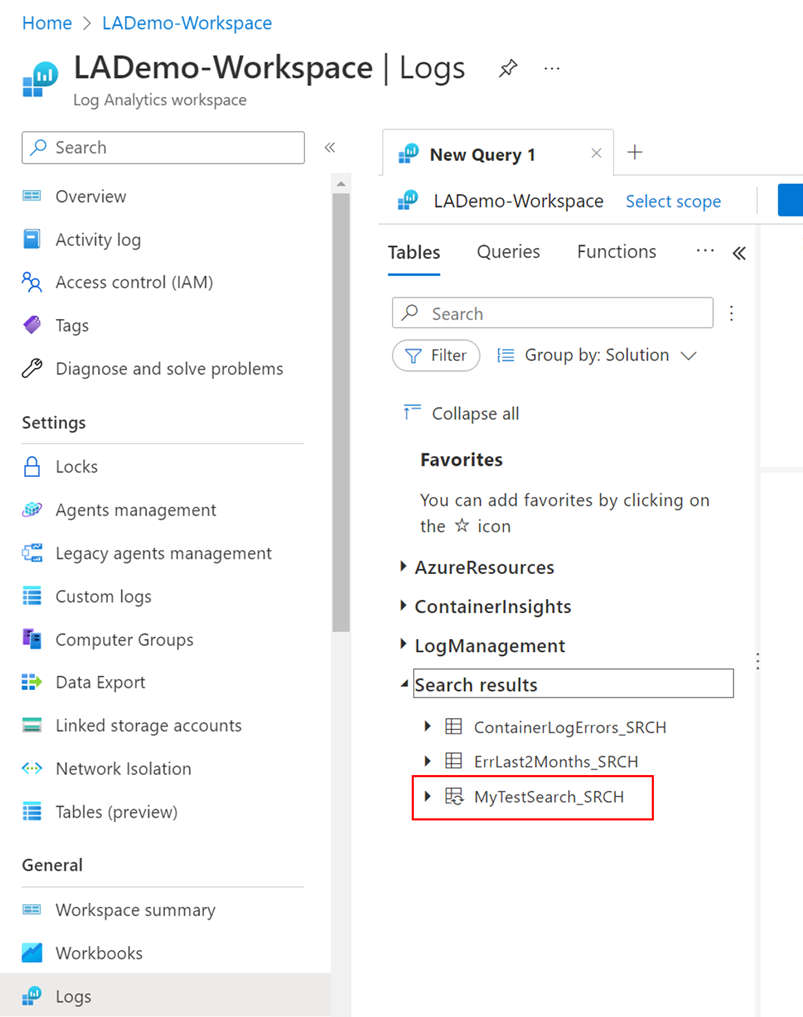 Home > LADemo-Workspace
LADemo-Workspace | Logs
Log Analytics workspace
Search
Overview
Activity log
Access control (IAM)
Tags
Diagnose and solve problems
Settings
Locks
Agents management
Legacy agents management
Custom logs
Computer Groups
Data Export
Linked storage accounts
Network Isolation
Tables (preview)
General
Workspace summary
Workbooks
Logs
New Query 1
LADemo-Workspace Select scope
Tables Queries Functions
Search
Filter Group by: Solution
Collapse all
Favorites
You can add favorites by clicking on
the ☆ icon
AzureResources
ContainerInsights
LogManagement
Search results
ContainerLogErrors_SRCH
ErrLast2Months_SRCH
MyTestSearch_SRCH